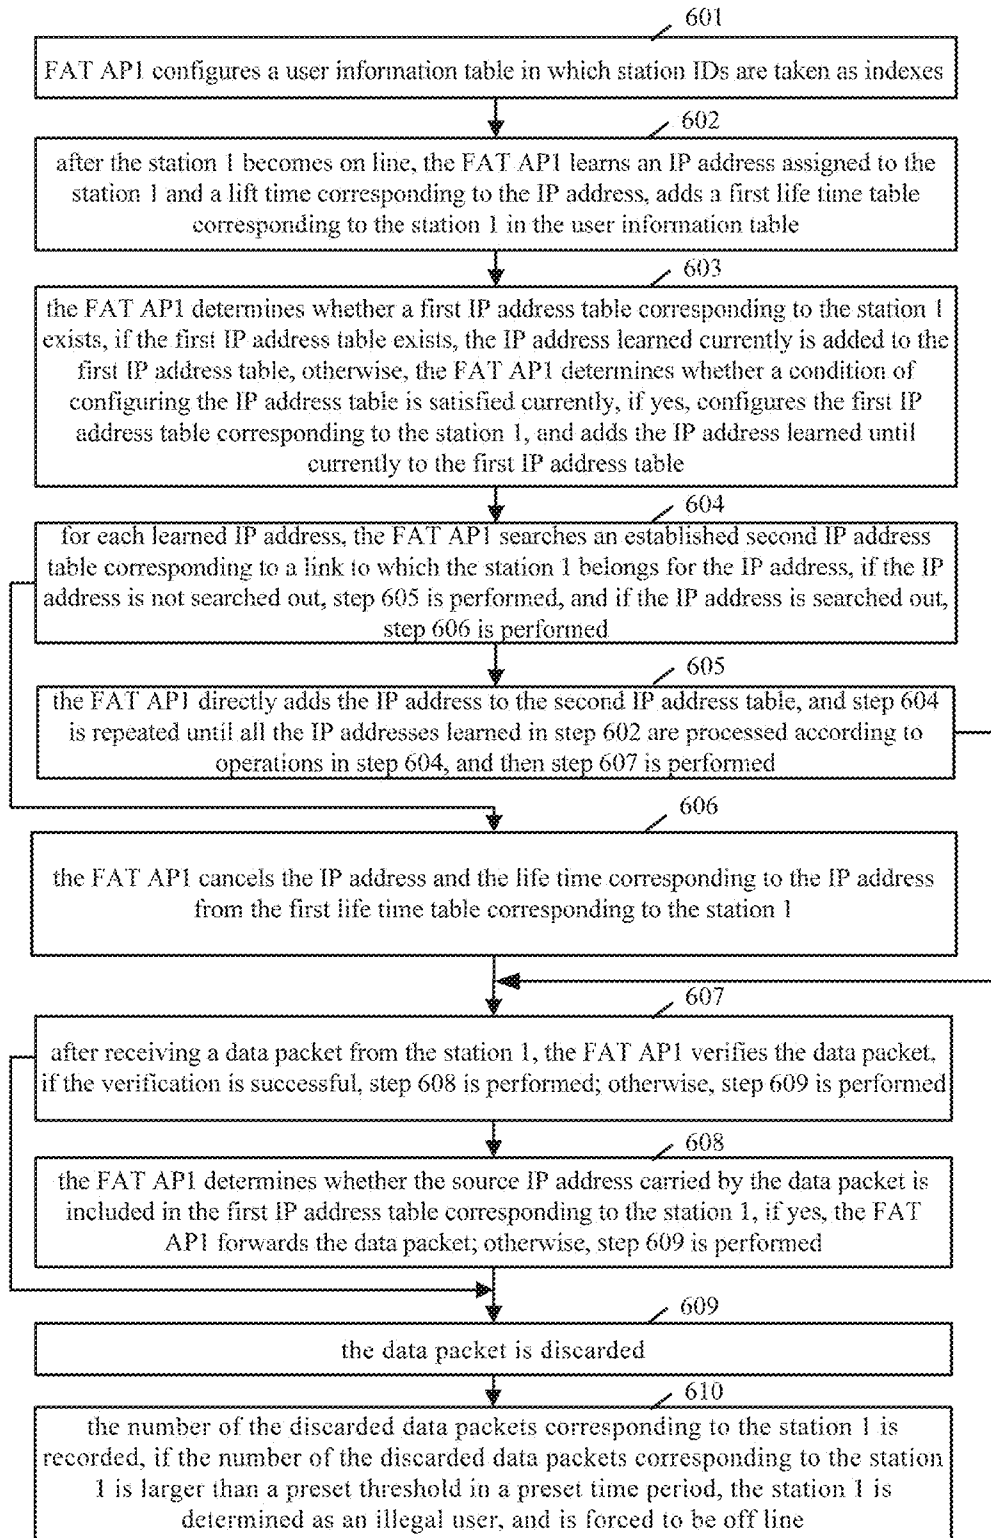 601
FAT AP1 configures a user information table in which station IDs are taken as indexes
602
after the station 1 becomes on line, the FAT AP1 learns an IP address assigned to the
station 1 and a lift time corresponding to the IP address, adds a first life time table
corresponding to the station 1 in the user information table
603
the FAT AP1 determines whether a first IP address table corresponding to the station 1
exists, if the first IP address table exists, the IP address learned currently is added to the
first IP address table, otherwise, the FAT AP1 determines whether a condition of
configuring the IP address table is satisfied currently, if yes, configures the first IP
address table corresponding to the station 1, and adds the IP address learned until
currently to the first IP address table
604
for each learned IP address, the FAT AP1 searches an established second IP address
table corresponding to a link to which the station 1 belongs for the IP address, if the IP
address is not searched out, step 605 is performed, and if the IP address is searched out,
step 606 is performed
605
the FAT AP1 directly adds the IP address to the second IP address table, and step 604
is repeated until all the IP addresses learned in step 602 are processed according to
operations in step 604, and then step 607 is performed
606
the FAT AP1 cancels the IP address and the life time corresponding to the IP address
from the first life time table corresponding to the station 1
607
after receiving a data packet from the station 1, the FAT AP1 verifies the data packet,
if the verification is successful, step 608 is performed; otherwise, step 609 is performed
608
the FAT AP1 determines whether the source IP address carried by the data packet is
included in the first IP address table corresponding to the station 1, if yes, the FAT
AP1 forwards the data packet; otherwise, step 609 is performed
609
the data packet is discarded
610
the number of the discarded data packets corresponding to the station 1 is
recorded, if the number of the discarded data packets corresponding to the station
1 is larger than a preset threshold in a preset time period, the station 1 is
determined as an illegal user, and is forced to be off line